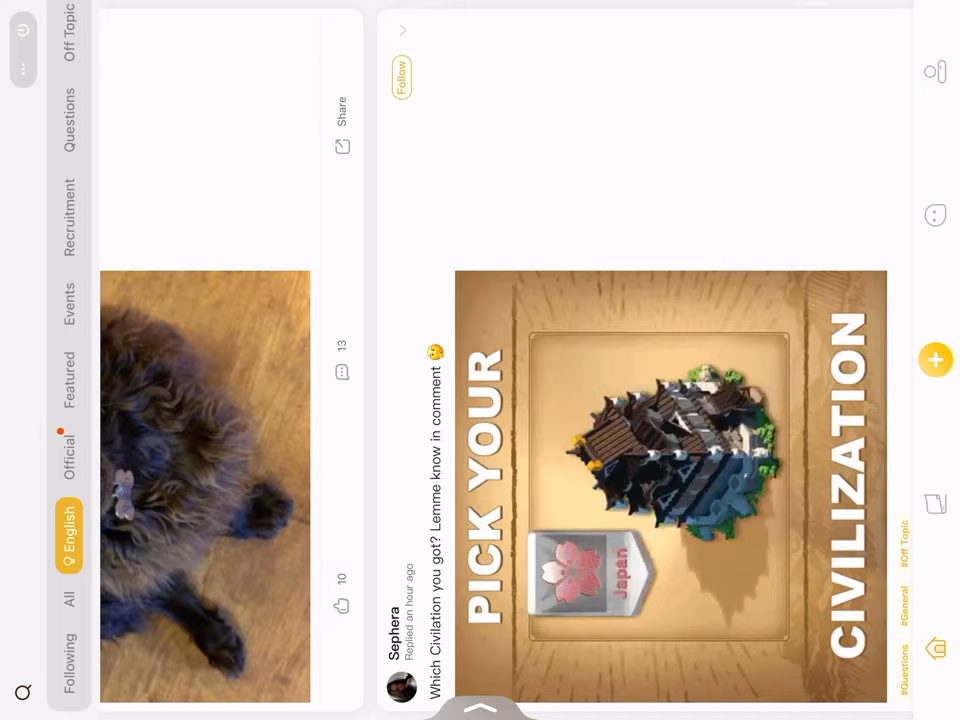 Following All English Official Featured Events Recruitment Questions Off Topic
10 13 Share
Sephera
Replied an hour ago
Follow
Which Civilation you got? Lemme know in comment 🤔
PICK YOUR
Japan
CIVILIZATION
#Questions #General #Off Topic